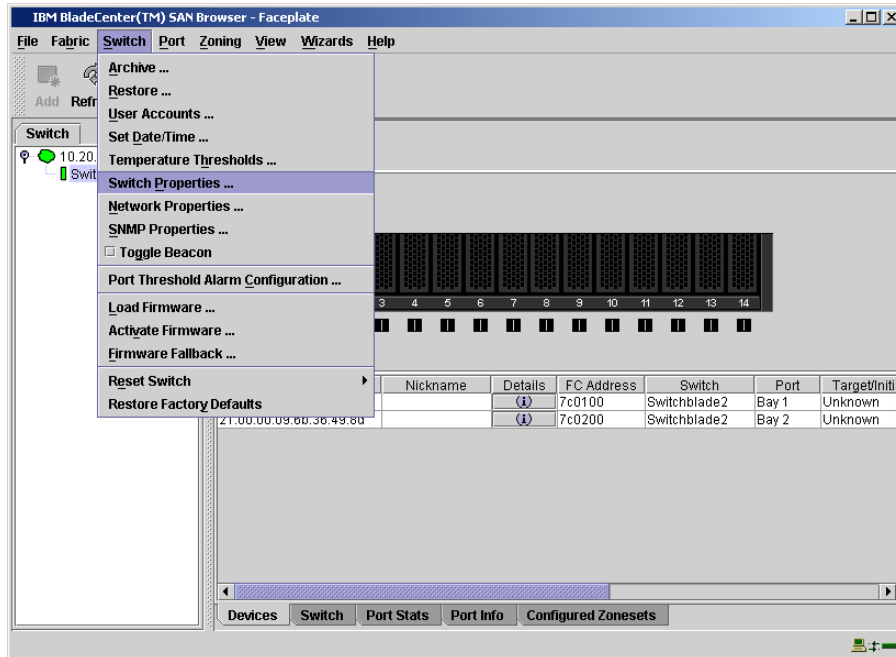 IBM BladeCenter(TM) SAN Browser - Faceplate
File Fabric Switch Port Zoning View Wizards Help
Add Refr
Archive ...
Restore ...
User Accounts ...
Set Date/Time ...
Temperature Thresholds ...
Switch Properties ...
Network Properties ...
SNMP Properties ...
Toggle Beacon
Port Threshold Alarm Configuration ...
Load Firmware ...
Activate Firmware ...
Firmware Fallback ...
Reset Switch
Restore Factory Defaults
Switch
10.20.
Swit
3 4 5 6 7 8 9 10 11 12 13 14
Nickname Details FC Address Switch Port Target/Initi
(i) 7c0100 Switchblade2 Bay 1 Unknown
21:00:00:09:6b:36:49:8d (i) 7c0200 Switchblade2 Bay 2 Unknown
Devices Switch Port Stats Port Info Configured Zonesets